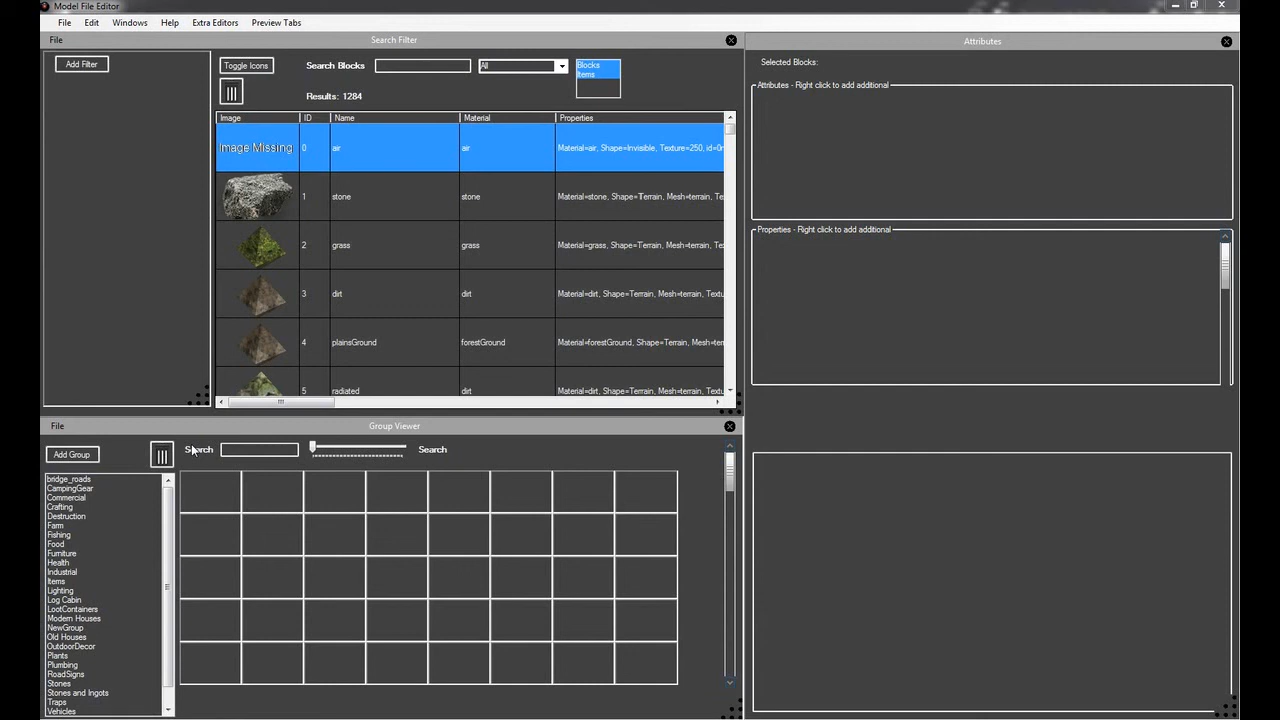 Model File Editor
File Edit Windows Help Extra Editors Preview Tabs
File Search Filter
Add Filter
Toggle Icons Search Blocks All Blocks
Items
Results: 1284
Image ID Name Material Properties
Image Missing 0 air air Material=air, Shape=Invisible, Texture=250, id=0
1 stone stone Material=stone, Shape=Terrain, Mesh=terrain, Te
2 grass grass Material=grass, Shape=Terrain, Mesh=terrain, Te
3 dirt dirt Material=dirt, Shape=Terrain, Mesh=terrain, Textu
4 plainsGround forestGround Material=forestGround, Shape=Terrain, Mesh=terr
5 radiated dirt Material=dirt, Shape=Terrain, Mesh=terrain, Textu
File Group Viewer
Add Group Search Search
bridge_roads
CampingGear
Commercial
Crafting
Destruction
Farm
Fishing
Food
Furniture
Health
Industrial
Items
Lighting
Log Cabin
LootContainers
Modern Houses
NewGroup
Old Houses
OutdoorDecor
Plants
Plumbing
RoadSigns
Stones
Stones and Ingots
Traps
Vehicles
Attributes
Selected Blocks:
Attributes - Right click to add additional
Properties - Right click to add additional